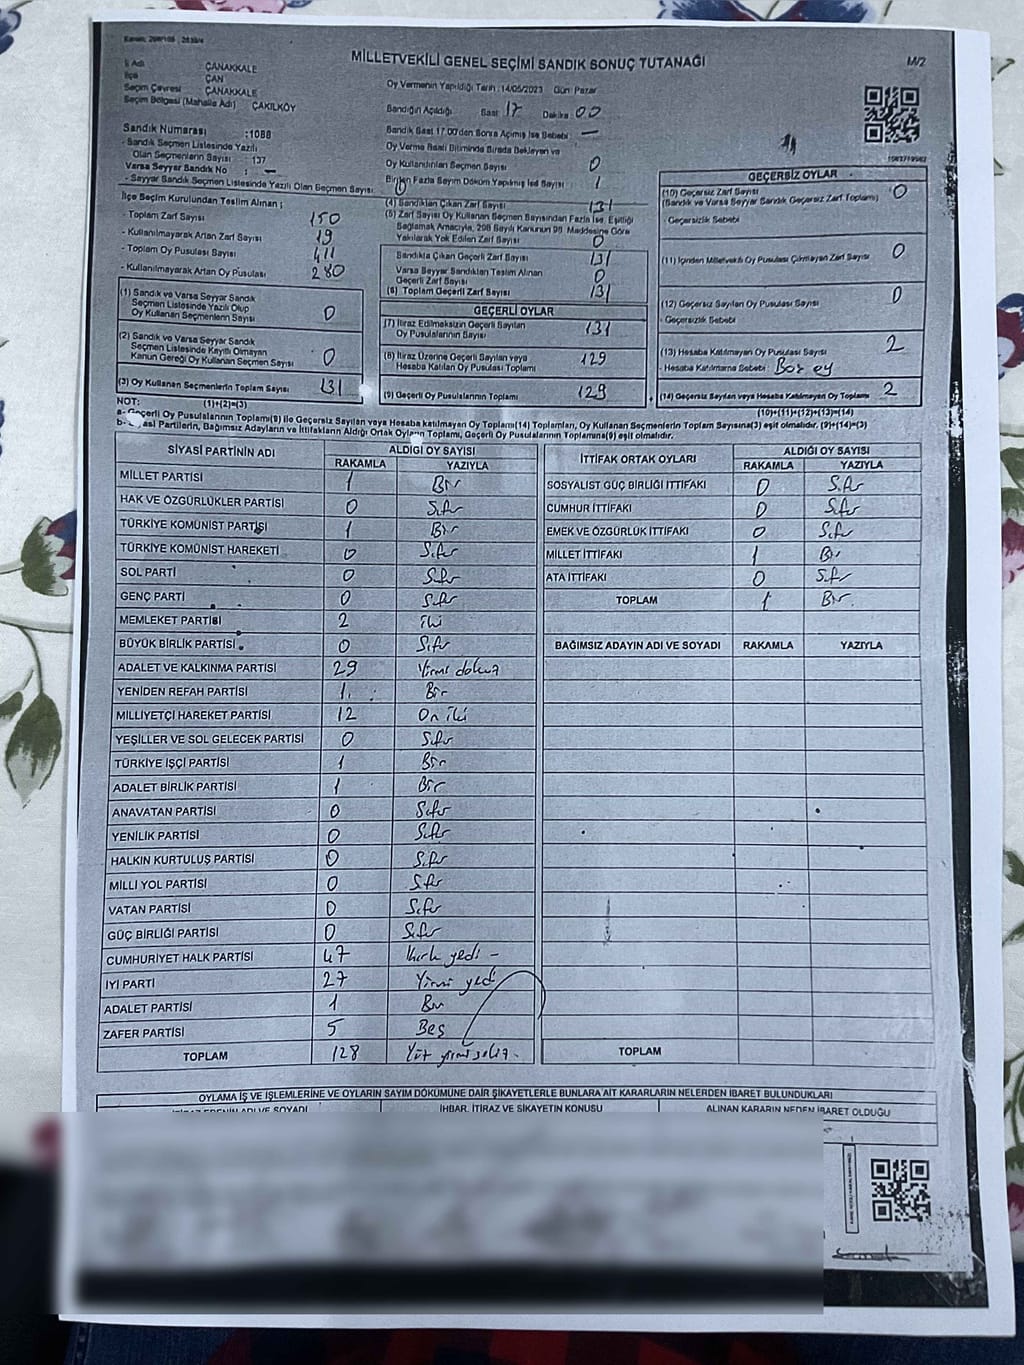 MİLLETVEKİLİ GENEL SEÇİMİ SANDIK SONUÇ TUTANAĞI
M/2
İl Adı ÇANAKKALE
İlçe ÇAN
Seçim Çevresi ÇANAKKALE
Seçim Bölgesi (Mahalle Adı) ÇAKILKÖY
Oy Vermenin Yapıldığı Tarih : 14/05/2023 Gün Pazar
Sandığın Açıldığı Saat 17 Dakika 00
Sandık Saat 17.00'den Sonra Açılmış İse Sebebi : —
Oy Verme Saati Bitiminde Sırada Bekleyen ve
Oy Kullandırılan Seçmen Sayısı 0
Birden Fazla Sayım Döküm Yapılmış İse Sayısı 1
Sandık Numarası : 1088
- Sandık Seçmen Listesinde Yazılı
Olan Seçmenlerin Sayısı : 137
Varsa Seyyar Sandık No : —
- Seyyar Sandık Seçmen Listesinde Yazılı Olan Seçmen Sayısı:
İlçe Seçim Kurulundan Teslim Alınan ;
- Toplam Zarf Sayısı 150
- Kullanılmayarak Artan Zarf Sayısı 19
- Toplam Oy Pusulası Sayısı 411
- Kullanılmayarak Artan Oy Pusulası 280
(1) Sandık ve Varsa Seyyar Sandık
Seçmen Listesinde Yazılı Olup
Oy Kullanan Seçmenlerin Sayısı 0
(2) Sandık ve Varsa Seyyar Sandık
Seçmen Listesinde Kayıtlı Olmayan
Kanun Gereği Oy Kullanan Seçmen Sayısı 0
(3) Oy Kullanan Seçmenlerin Toplam Sayısı 131
(4) Sandıktan Çıkan Zarf Sayısı 131
(5) Zarf Sayısı Oy Kullanan Seçmen Sayısından Fazla İse, Eşitliği
Sağlamak Amacıyla, 298 Sayılı Kanunun 98. Maddesine Göre
Yakılarak Yok Edilen Zarf Sayısı 0
Sandıkta Çıkan Geçerli Zarf Sayısı 131
Varsa Seyyar Sandıktan Teslim Alınan
Geçerli Zarf Sayısı 0
(6) Toplam Geçerli Zarf Sayısı 131
GEÇERLİ OYLAR
(7) İtiraz Edilmeksizin Geçerli Sayılan
Oy Pusulalarının Sayısı 131
(8) İtiraz Üzerine Geçerli Sayılan veya
Hesaba Katılan Oy Pusulası Toplamı 129
(9) Geçerli Oy Pusulalarının Toplamı 129
GEÇERSİZ OYLAR
(10) Geçersiz Zarf Sayısı 0
(Sandık ve Varsa Seyyar Sandık Geçersiz Zarf Toplamı)
- Geçersizlik Sebebi
(11) İçinden Milletvekili Oy Pusulası Çıkmayan Zarf Sayısı 0
(12) Geçersiz Sayılan Oy Pusulası Sayısı 0
- Geçersizlik Sebebi
(13) Hesaba Katılmayan Oy Pusulası Sayısı 2
- Hesaba Katılmama Sebebi : Boş oy
(14) Geçersiz Sayılan veya Hesaba Katılmayan Oy Toplamı 2
NOT: (1)+(2)=(3) (10)+(11)+(12)+(13)=(14)
a- Geçerli Oy Pusulalarının Toplamı(9) ile Geçersiz Sayılan veya Hesaba katılmayan Oy Toplamı(14) Toplamları, Oy Kullanan Seçmenlerin Toplam Sayısına(3) eşit olmalıdır. (9)+(14)=(3)
b- Siyasi Partilerin, Bağımsız Adayların ve İttifakların Aldığı Ortak Oyların Toplamı, Geçerli Oy Pusulalarının Toplamına(9) eşit olmalıdır.
SİYASİ PARTİNİN ADI ALDIĞI OY SAYISI
RAKAMLA YAZIYLA
MİLLET PARTİSİ 1 Bir
HAK VE ÖZGÜRLÜKLER PARTİSİ 0 Sıfır
TÜRKİYE KOMÜNİST PARTİSİ 1 Bir
TÜRKİYE KOMÜNİST HAREKETİ 0 Sıfır
SOL PARTİ 0 Sıfır
GENÇ PARTİ 0 Sıfır
MEMLEKET PARTİSİ 2 iki
BÜYÜK BİRLİK PARTİSİ 0 Sıfır
ADALET VE KALKINMA PARTİSİ 29 Yirmi dokuz
YENİDEN REFAH PARTİSİ 1 Bir
MİLLİYETÇİ HAREKET PARTİSİ 12 On iki
YEŞİLLER VE SOL GELECEK PARTİSİ 0 Sıfır
TÜRKİYE İŞÇİ PARTİSİ 1 Bir
ADALET BİRLİK PARTİSİ 1 Bir
ANAVATAN PARTİSİ 0 Sıfır
YENİLİK PARTİSİ 0 Sıfır
HALKIN KURTULUŞ PARTİSİ 0 Sıfır
MİLLİ YOL PARTİSİ 0 Sıfır
VATAN PARTİSİ 0 Sıfır
GÜÇ BİRLİĞİ PARTİSİ 0 Sıfır
CUMHURİYET HALK PARTİSİ 47 Kırk yedi -
İYİ PARTİ 27 Yirmi yedi
ADALET PARTİSİ 1 Bir
ZAFER PARTİSİ 5 Beş
TOPLAM 128 Yüz yirmi sekiz
İTTİFAK ORTAK OYLARI ALDIĞI OY SAYISI
RAKAMLA YAZIYLA
SOSYALİST GÜÇ BİRLİĞİ İTTİFAKI 0 Sıfır
CUMHUR İTTİFAKI 0 Sıfır
EMEK VE ÖZGÜRLÜK İTTİFAKI 0 Sıfır
MİLLET İTTİFAKI 1 Bir
ATA İTTİFAKI 0 Sıfır
TOPLAM 1 Bir
BAĞIMSIZ ADAYIN ADI VE SOYADI RAKAMLA YAZIYLA
TOPLAM
OYLAMA İŞ VE İŞLEMLERİNE VE OYLARIN SAYIM DÖKÜMÜNE DAİR ŞİKAYETLERLE BUNLARA AİT KARARLARIN NELERDEN İBARET BULUNDUKLARI
İTİRAZ EDENİN ADI VE SOYADI İHBAR, İTİRAZ VE ŞİKAYETİN KONUSU ALINAN KARARIN NEDEN İBARET OLDUĞU